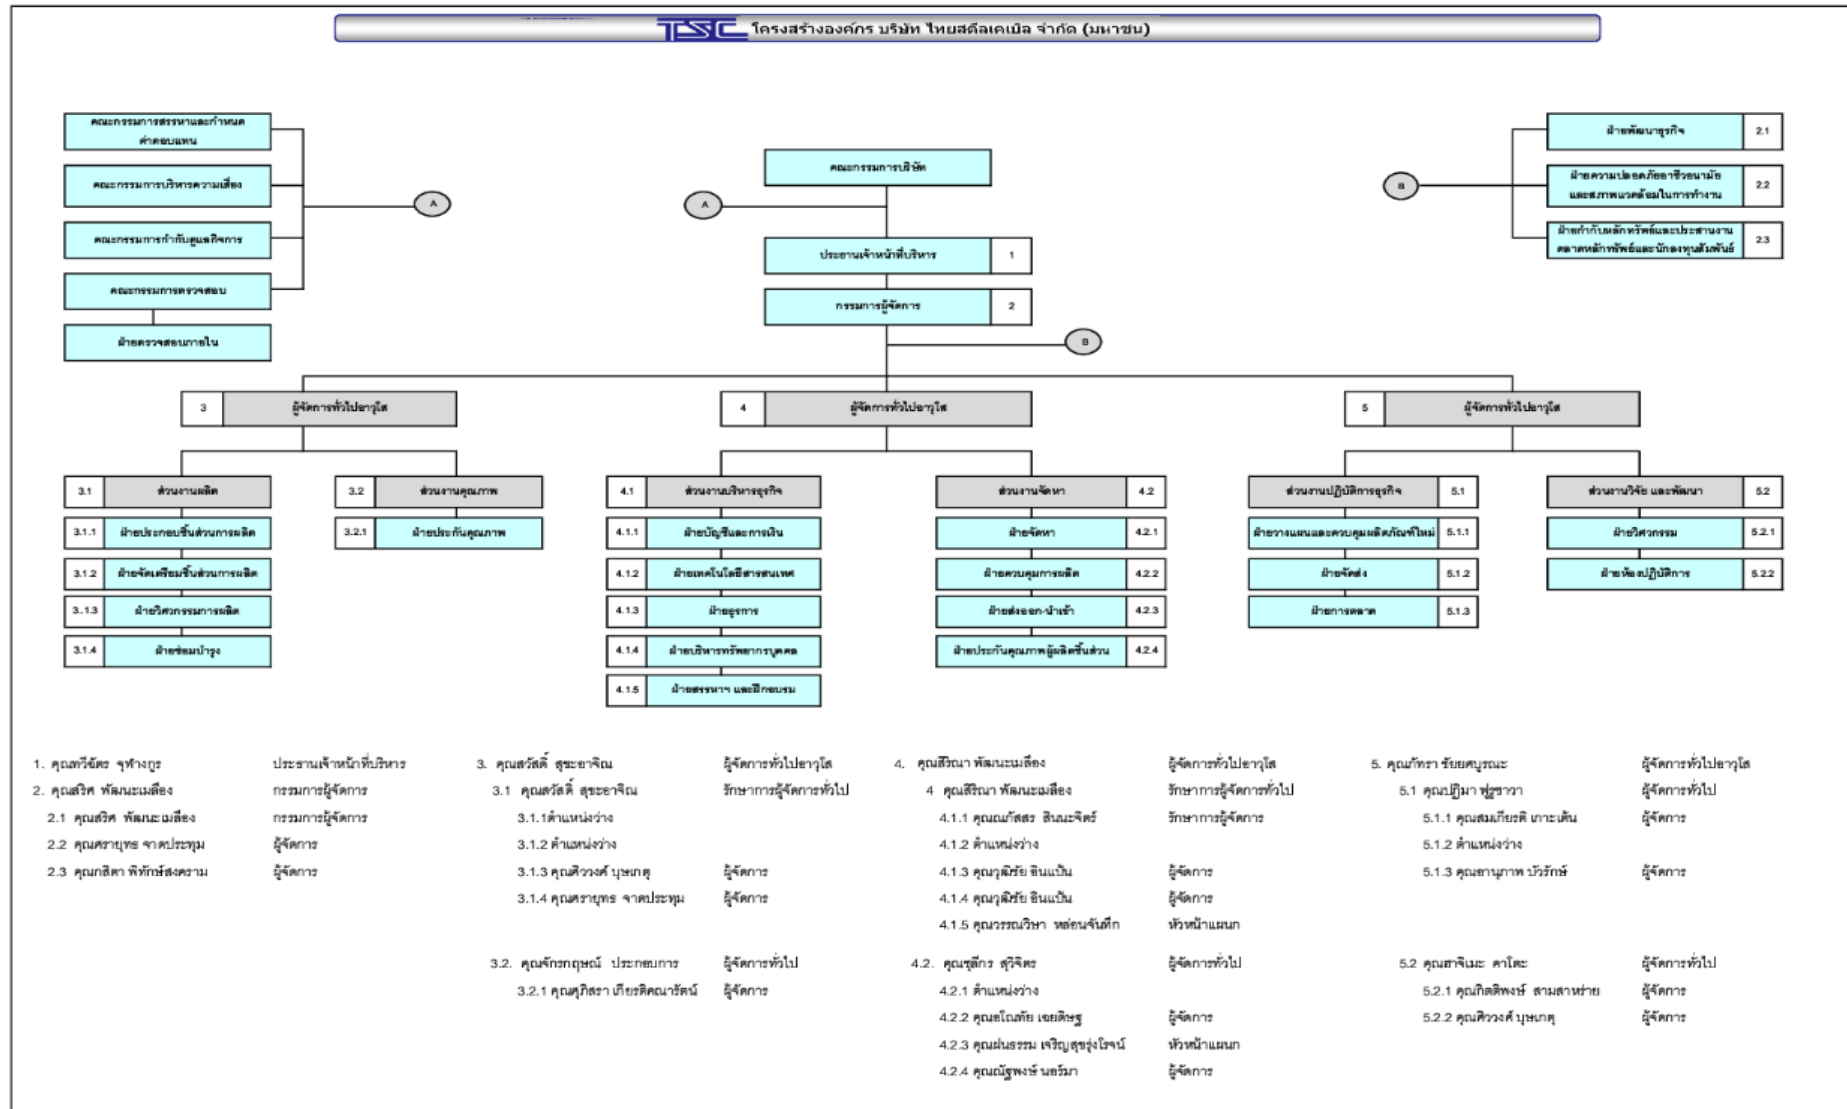 TSC โครงสร้างองค์กร บริษัท ไทยสตีลเคเบิล จำกัด (มหาชน)
คณะกรรมการสรรหาและกำหนด
ค่าตอบแทน
คณะกรรมการบริหารความเสี่ยง
คณะกรรมการกำกับดูแลกิจการ
คณะกรรมการตรวจสอบ
ฝ่ายตรวจสอบภายใน
A
A
คณะกรรมการบริษัท
ประธานเจ้าหน้าที่บริหาร 1
กรรมการผู้จัดการ 2
B
B
ฝ่ายพัฒนาธุรกิจ 2.1
ฝ่ายความปลอดภัยอาชีวอนามัย
และสภาพแวดล้อมในการทำงาน 2.2
ฝ่ายกำกับหลักทรัพย์และประสานงาน
ตลาดหลักทรัพย์และนักลงทุนสัมพันธ์ 2.3
3 ผู้จัดการทั่วไปอาวุโส
4 ผู้จัดการทั่วไปอาวุโส
5 ผู้จัดการทั่วไปอาวุโส
3.1 ส่วนงานผลิต
3.1.1 ฝ่ายประกอบชิ้นส่วนการผลิต
3.1.2 ฝ่ายจัดเตรียมชิ้นส่วนการผลิต
3..1.3 ฝ่ายวิศวกรรมการผลิต
3.1.4 ฝ่ายซ่อมบำรุง
3.2 ส่วนงานคุณภาพ
3.2.1 ฝ่ายประกันคุณภาพ
4.1 ส่วนงานบริหารธุรกิจ
4.1.1 ฝ่ายบัญชีและการเงิน
4.1.2 ฝ่ายเทคโนโลยีสารสนเทศ
4.1.3 ฝ่ายธุรการ
4.1.4 ฝ่ายบริหารทรัพยากรบุคคล
4.1.5 ฝ่ายสรรหาฯ และฝึกอบรม
ส่วนงานจัดหา 4.2
ฝ่ายจัดหา 4.2.1
ฝ่ายควบคุมการผลิต 4.2.2
ฝ่ายส่งออก-นำเข้า 4.2.3
ฝ่ายประกันคุณภาพผู้ผลิตชิ้นส่วน 4.2.4
ส่วนงานปฏิบัติการธุรกิจ 5.1
ฝ่ายวางแผนและควบคุมผลิตภัณฑ์ใหม่ 5.1.1
ฝ่ายจัดส่ง 5.1.2
ฝ่ายการตลาด 5.1.3
ส่วนงานวิจัย และพัฒนา 5.2
ฝ่ายวิศวกรรม 5.2.1
ฝ่ายห้องปฏิบัติการ 5.2.2
1. คุณทวีฉัตร จุฬางกูร ประธานเจ้าหน้าที่บริหาร
2. คุณสริศ พัฒนะเมลือง กรรมการผู้จัดการ
2.1 คุณสริศ พัฒนะเมลือง กรรมการผู้จัดการ
2.2 คุณศรายุทธ จาดประทุม ผู้จัดการ
2.3 คุณกสิตา พิทักษ์สงคราม ผู้จัดการ
3. คุณสวัสดิ์ สุขะอาจิณ ผู้จัดการทั่วไปอาวุโส
3.1 คุณสวัสดิ์ สุขะอาจิณ รักษาการผู้จัดการทั่วไป
3.1.1ตำแหน่งว่าง
3.1.2 ตำแหน่งว่าง
3.1.3 คุณศิววงศ์ บุษเกตุ ผู้จัดการ
3.1.4 คุณศรายุทธ จาดประทุม ผู้จัดการ
3.2. คุณจักรกฤษณ์ ประกอบการ ผู้จัดการทั่วไป
3.2.1 คุณศุภิสรา เกียรติคณารัตน์ ผู้จัดการ
4. คุณสิริณา พัฒนะเมลือง ผู้จัดการทั่วไปอาวุโส
4 คุณสิริณา พัฒนะเมลือง รักษาการผู้จัดการทั่วไป
4.1.1 คุณณภัสสร สินนะจิตร์ รักษาการผู้จัดการ
4.1.2 ตำแหน่งว่าง
4.1.3 คุณวุฒิชัย อินแป้น ผู้จัดการ
4.1.4 คุณวุฒิชัย อินแป้น ผู้จัดการ
4.1.5 คุณวรรณวิษา หล่อนจันทึก หัวหน้าแผนก
4.2. คุณชุลีกร สุวิจิตร ผู้จัดการทั่วไป
4.2.1 ตำแหน่งว่าง
4.2.2 คุณอโณทัย เฉยดิษฐ ผู้จัดการ
4.2.3 คุณฝนธรรม เจริญสุขรุ่งโรจน์ หัวหน้าแผนก
4.2.4 คุณณัฐพงษ์ นอร์มา ผู้จัดการ
5. คุณภัทรา ชัยยศบูรณะ ผู้จัดการทั่วไปอาวุโส
5.1 คุณปฏิมา ฟูรูซาวา ผู้จัดการทั่วไป
5.1.1 คุณสมเกียรติ เกาะเต้น ผู้จัดการ
5.1.2 ตำแหน่งว่าง
5.1.3 คุณอานุภาพ บัวรักษ์ ผู้จัดการ
5.2 คุณฮาจิเมะ คาโตะ ผู้จัดการทั่วไป
5.2.1 คุณกิตติพงษ์ สามสาหร่าย ผู้จัดการ
5.2.2 คุณศิววงศ์ บุษเกตุ ผู้จัดการ